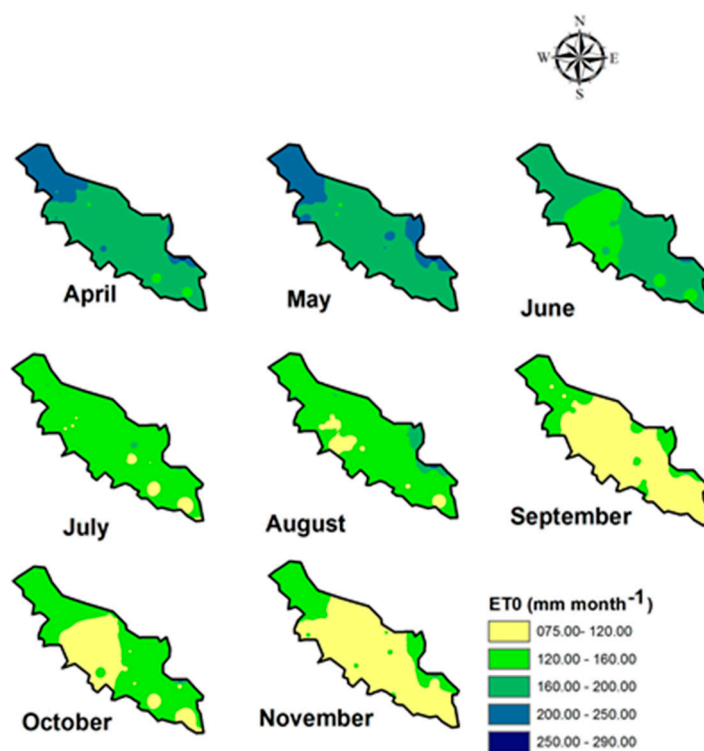 N
W E
S
April
May
June
July
August
September
October
November
ET0 (mm month-1)
075.00- 120.00
120.00 - 160.00
160.00 - 200.00
200.00 - 250.00
250.00 - 290.00